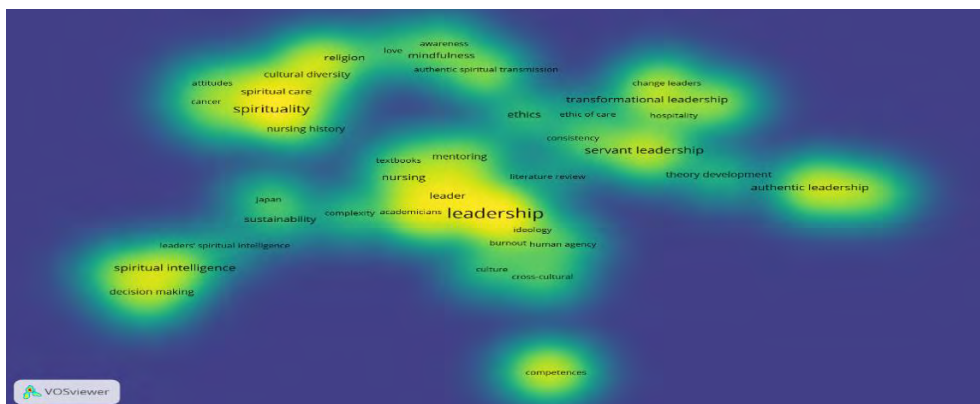 awareness
love
mindfulness
religion
authentic spiritual transmission
cultural diversity
attitudes
spiritual care
change leaders
cancer
transformational leadership
spirituality
ethics
ethic of care
hospitality
nursing history
consistency
servant leadership
textbooks
mentoring
nursing
literature review
theory development
authentic leadership
leader
japan
sustainability
complexity
academicians
leadership
ideology
leaders' spiritual intelligence
burnout
human agency
spiritual intelligence
culture
cross-cultural
decision making
competences
VOSviewer